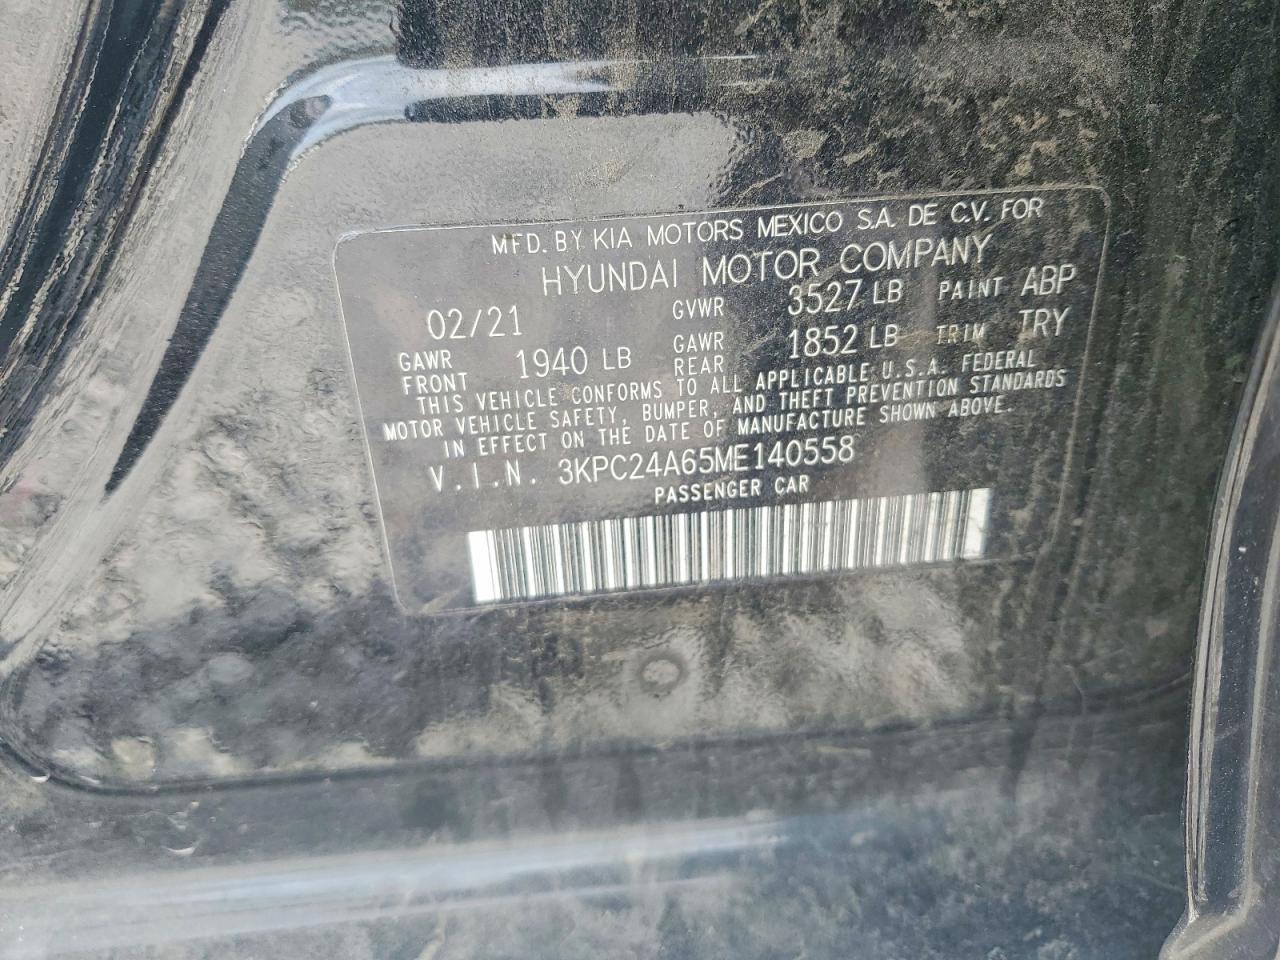 MFD. BY KIA MOTORS MEXICO S.A. DE C.V. FOR
HYUNDAI MOTOR COMPANY
02/21 GVWR 3527 LB PAINT ABP
GAWR FRONT 1940 LB GAWR REAR 1852 LB TRIM TRY
THIS VEHICLE CONFORMS TO ALL APPLICABLE U.S.A. FEDERAL
MOTOR VEHICLE SAFETY, BUMPER, AND THEFT PREVENTION STANDARDS
IN EFFECT ON THE DATE OF MANUFACTURE SHOWN ABOVE.
V.I.N. 3KPC24A65ME140558
PASSENGER CAR